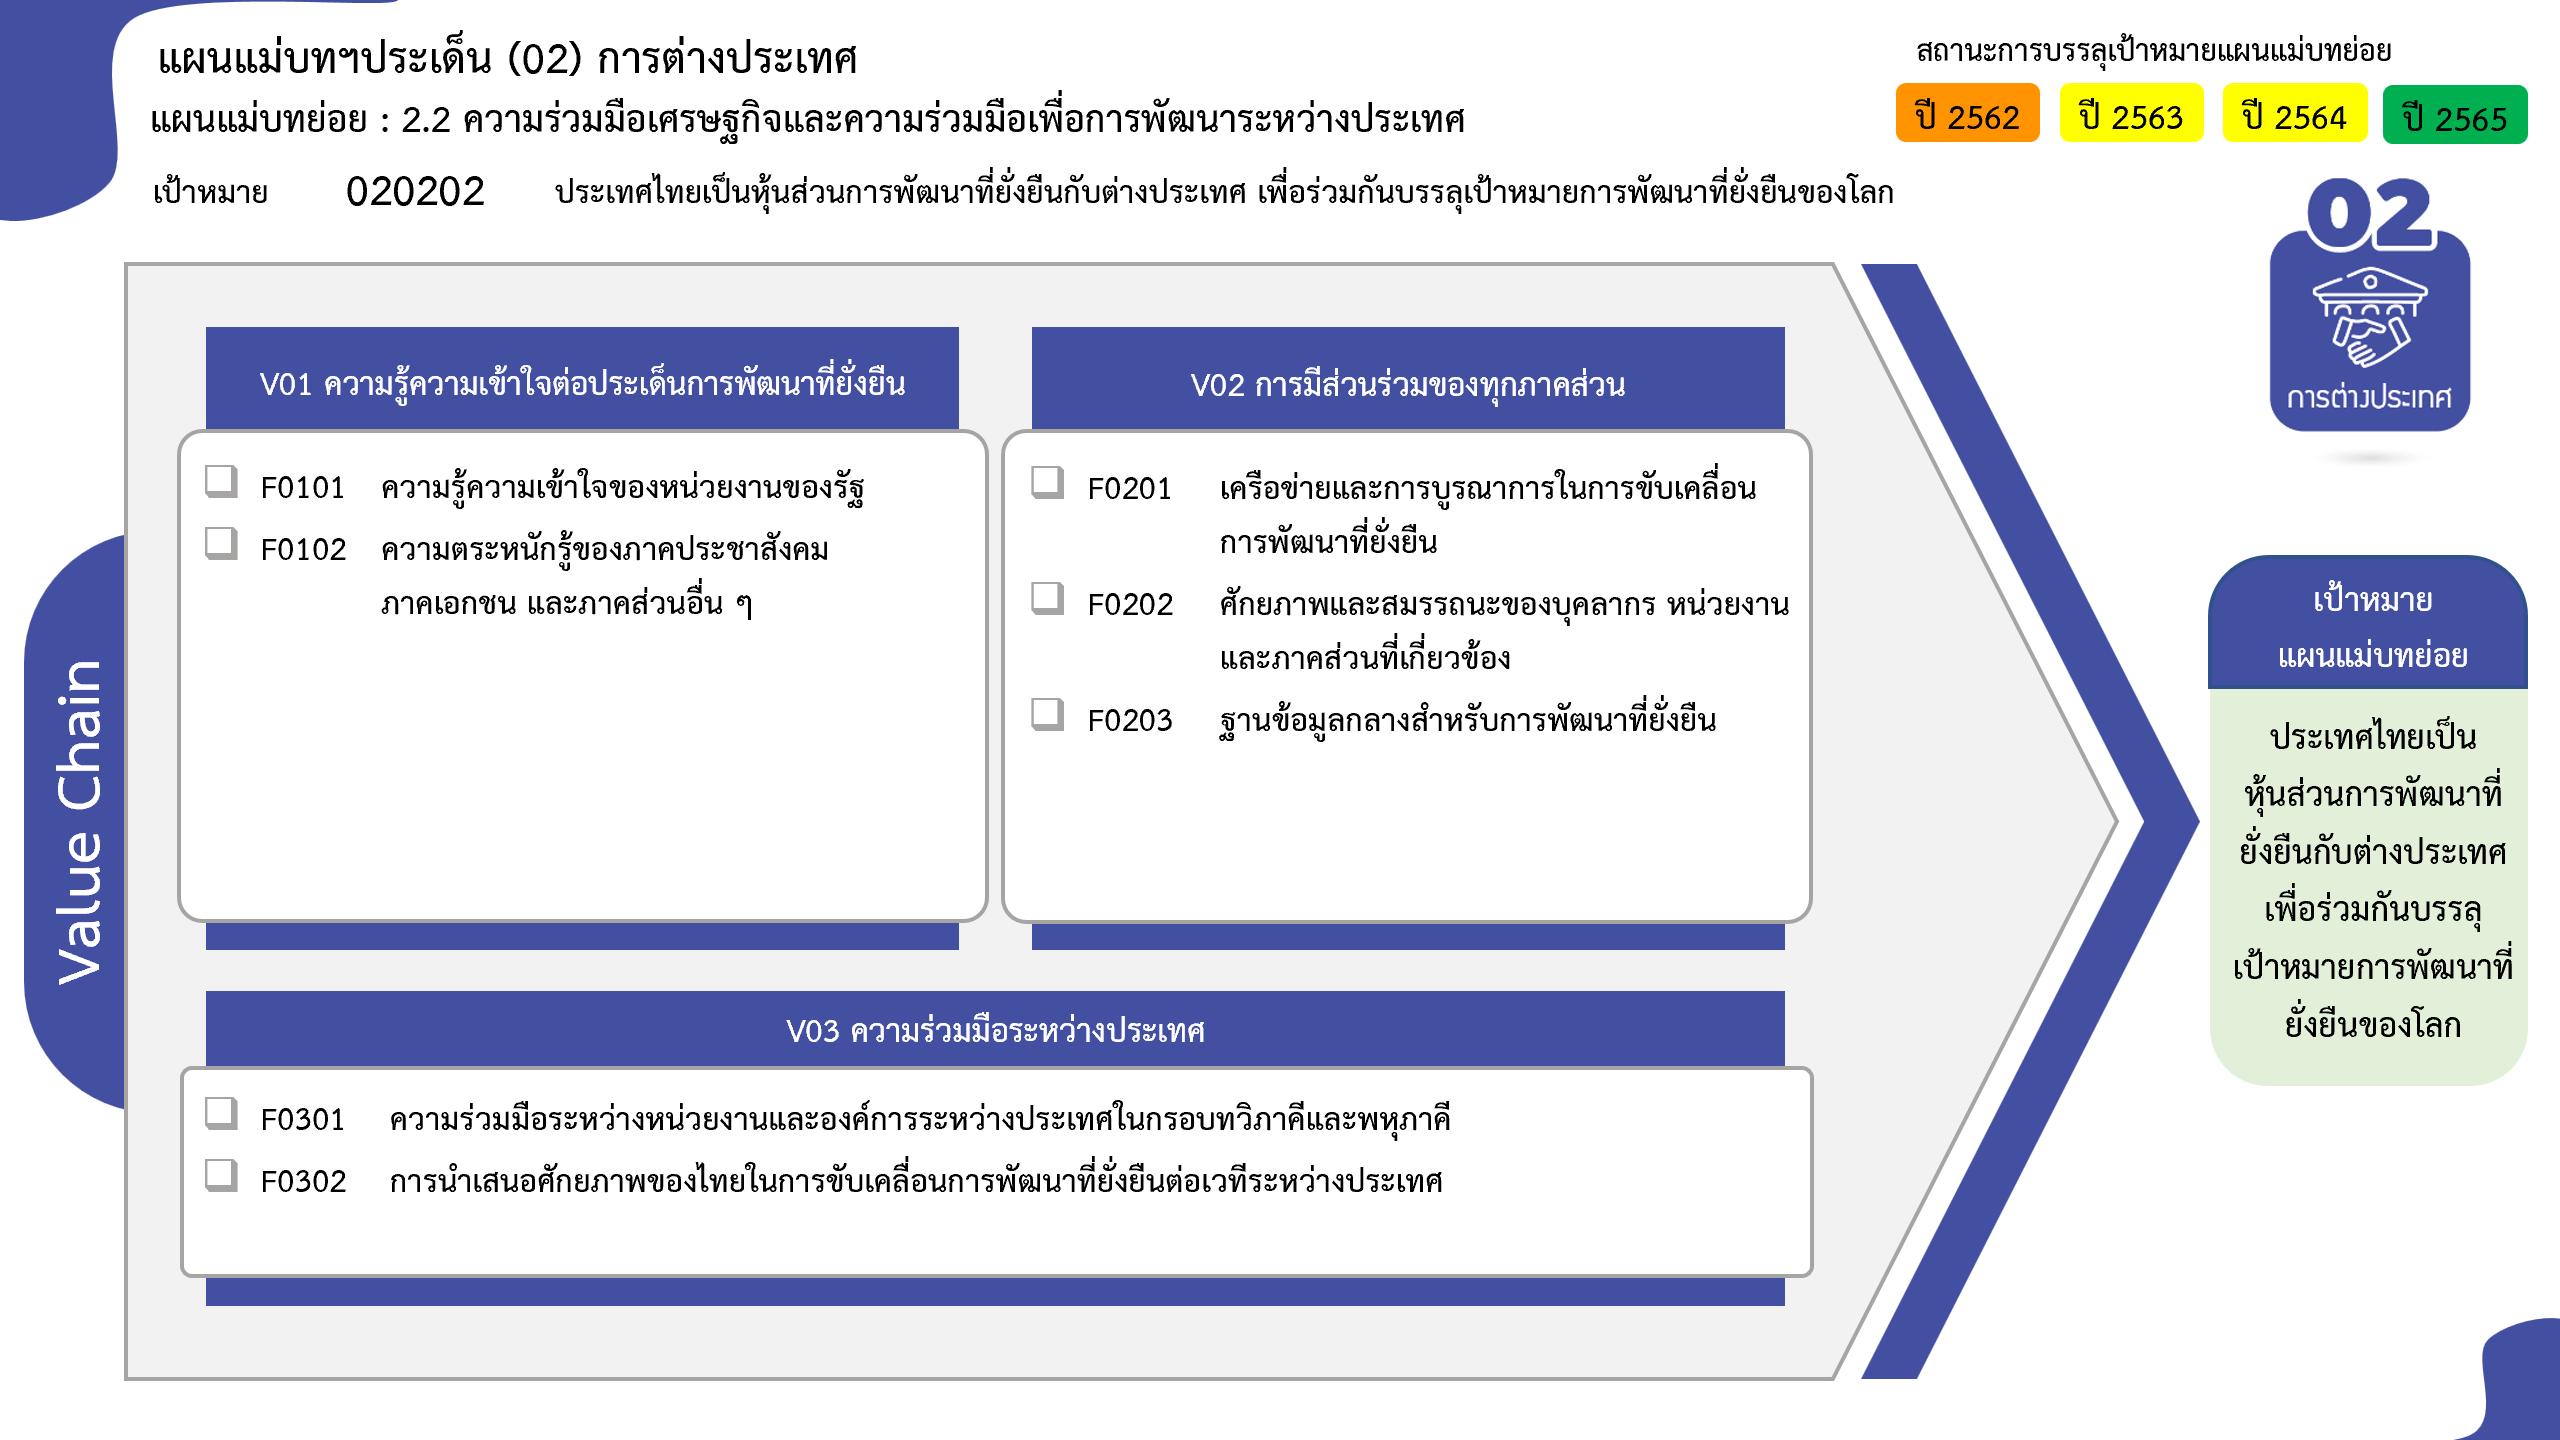 แผนแม่บทฯประเด็น (02) การต่างประเทศ
แผนแม่บทย่อย : 2.2 ความร่วมมือเศรษฐกิจและความร่วมมือเพื่อการพัฒนาระหว่างประเทศ
เป้าหมาย 020202 ประเทศไทยเป็นหุ้นส่วนการพัฒนาที่ยั่งยืนกับต่างประเทศ เพื่อร่วมกันบรรลุเป้าหมายการพัฒนาที่ยั่งยืนของโลก
สถานะการบรรลุเป้าหมายแผนแม่บทย่อย
ปี 2562 ปี 2563 ปี 2564 ปี 2565
02
การต่างประเทศ
Value Chain
V01 ความรู้ความเข้าใจต่อประเด็นการพัฒนาที่ยั่งยืน
F0101 ความรู้ความเข้าใจของหน่วยงานของรัฐ
F0102 ความตระหนักรู้ของภาคประชาสังคม
ภาคเอกชน และภาคส่วนอื่น ๆ
V02 การมีส่วนร่วมของทุกภาคส่วน
F0201 เครือข่ายและการบูรณาการในการขับเคลื่อน
การพัฒนาที่ยั่งยืน
F0202 ศักยภาพและสมรรถนะของบุคลากร หน่วยงาน
และภาคส่วนที่เกี่ยวข้อง
F0203 ฐานข้อมูลกลางสำหรับการพัฒนาที่ยั่งยืน
V03 ความร่วมมือระหว่างประเทศ
F0301 ความร่วมมือระหว่างหน่วยงานและองค์การระหว่างประเทศในกรอบทวิภาคีและพหุภาคี
F0302 การนำเสนอศักยภาพของไทยในการขับเคลื่อนการพัฒนาที่ยั่งยืนต่อเวทีระหว่างประเทศ
เป้าหมาย
แผนแม่บทย่อย
ประเทศไทยเป็น
หุ้นส่วนการพัฒนาที่
ยั่งยืนกับต่างประเทศ
เพื่อร่วมกันบรรลุ
เป้าหมายการพัฒนาที่
ยั่งยืนของโลก